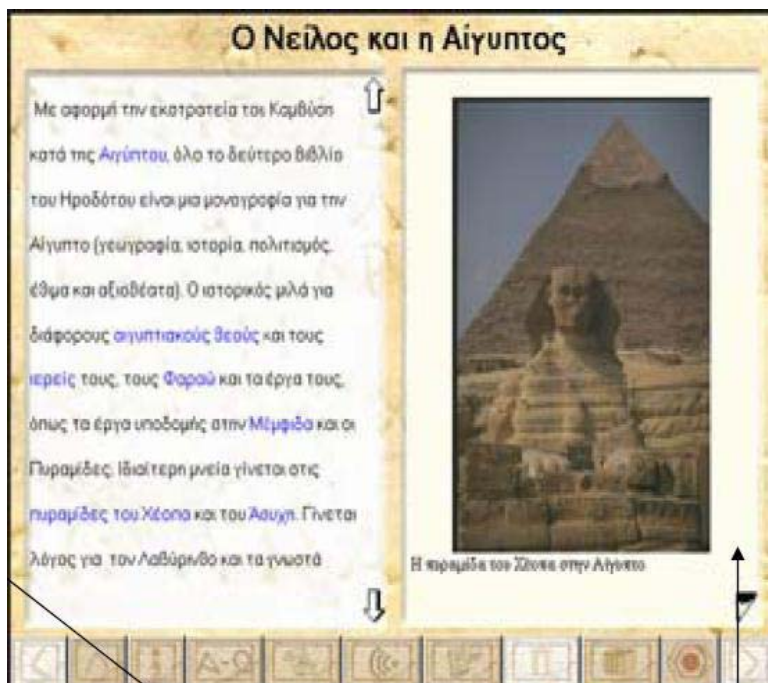 Ο Νείλος και η Αίγυπτος
Με αφορμή την εκστρατεία του Καμβύση
κατά της Αιγύπτου, όλο το δεύτερο βιβλίο
του Ηροδότου είναι μια μονογραφία για την
Αίγυπτο (γεωγραφία, ιστορία, πολιτισμός,
έθιμα και αξιοθέατα). Ο ιστορικός μιλά για
διάφορους αιγυπτιακούς θεούς και τους
ιερείς τους, τους Φαραώ και τα έργα τους,
όπως τα έργα υποδομής στην Μέμφιδα και οι
Πυραμίδες. Ιδιαίτερη μνεία γίνεται στις
πυραμίδες του Χέοπα και του Άσυχη. Γίνεται
λόγος για τον Λαβύρινθο και τα γνωστά
Η πυραμίδα του Χέοπα στην Αίγυπτο
Α-Ω